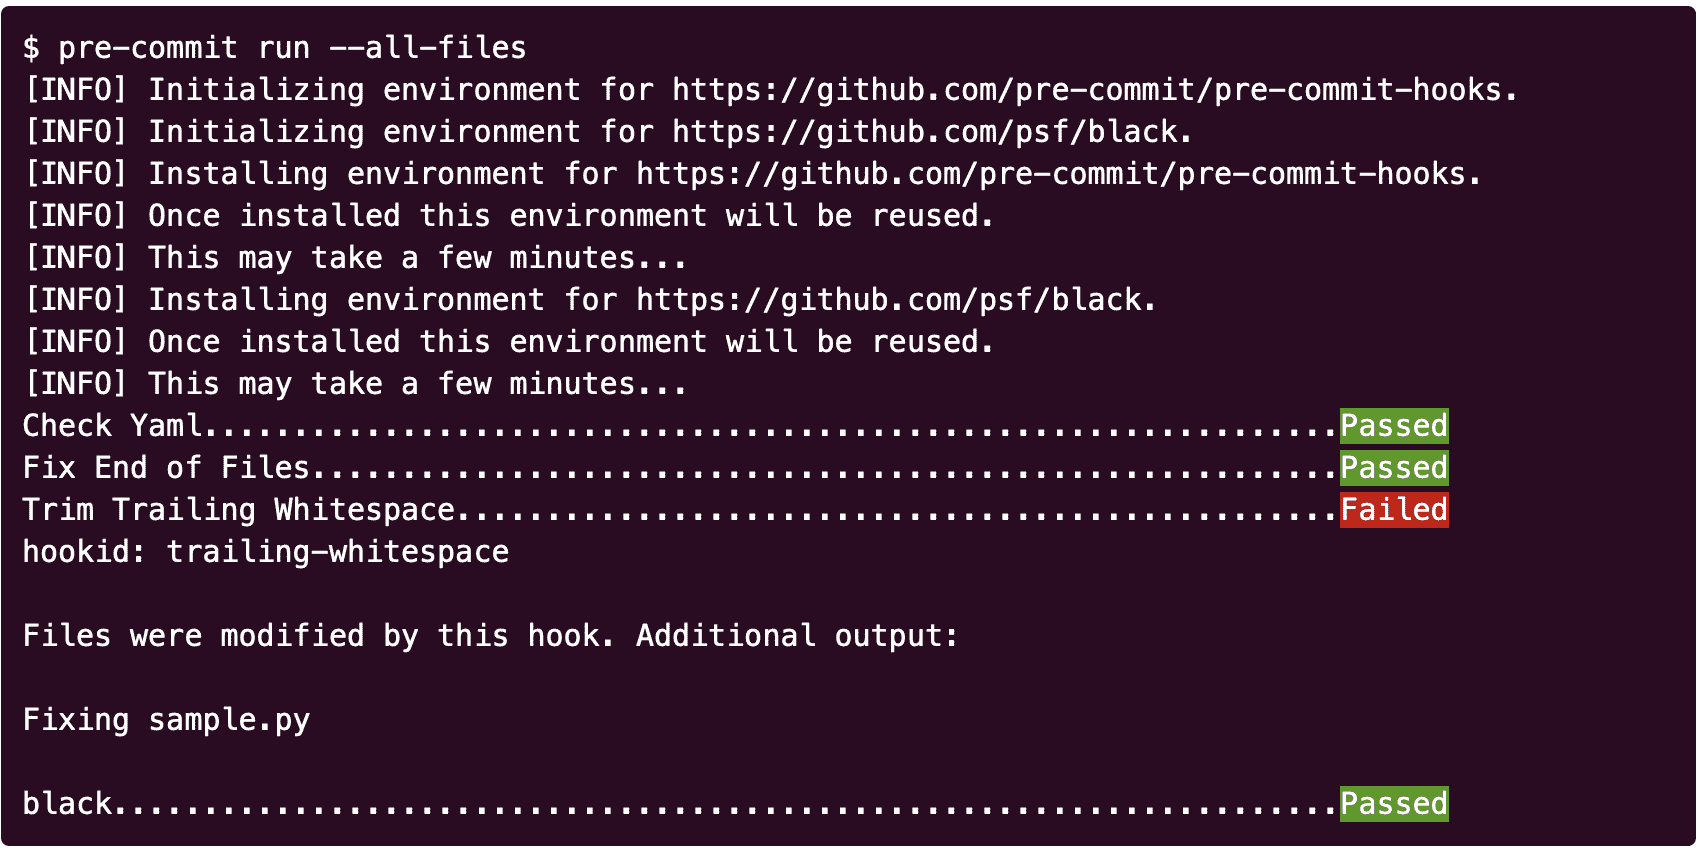 $ pre-commit run --all-files
[INFO] Initializing environment for https://github.com/pre-commit/pre-commit-hooks.
[INFO] Initializing environment for https://github.com/psf/black.
[INFO] Installing environment for https://github.com/pre-commit/pre-commit-hooks.
[INFO] Once installed this environment will be reused.
[INFO] This may take a few minutes...
[INFO] Installing environment for https://github.com/psf/black.
[INFO] Once installed this environment will be reused.
[INFO] This may take a few minutes...
Check Yaml...............................................................Passed
Fix End of Files.........................................................Passed
Trim Trailing Whitespace.................................................Failed
hookid: trailing-whitespace
Files were modified by this hook. Additional output:
Fixing sample.py
black....................................................................Passed